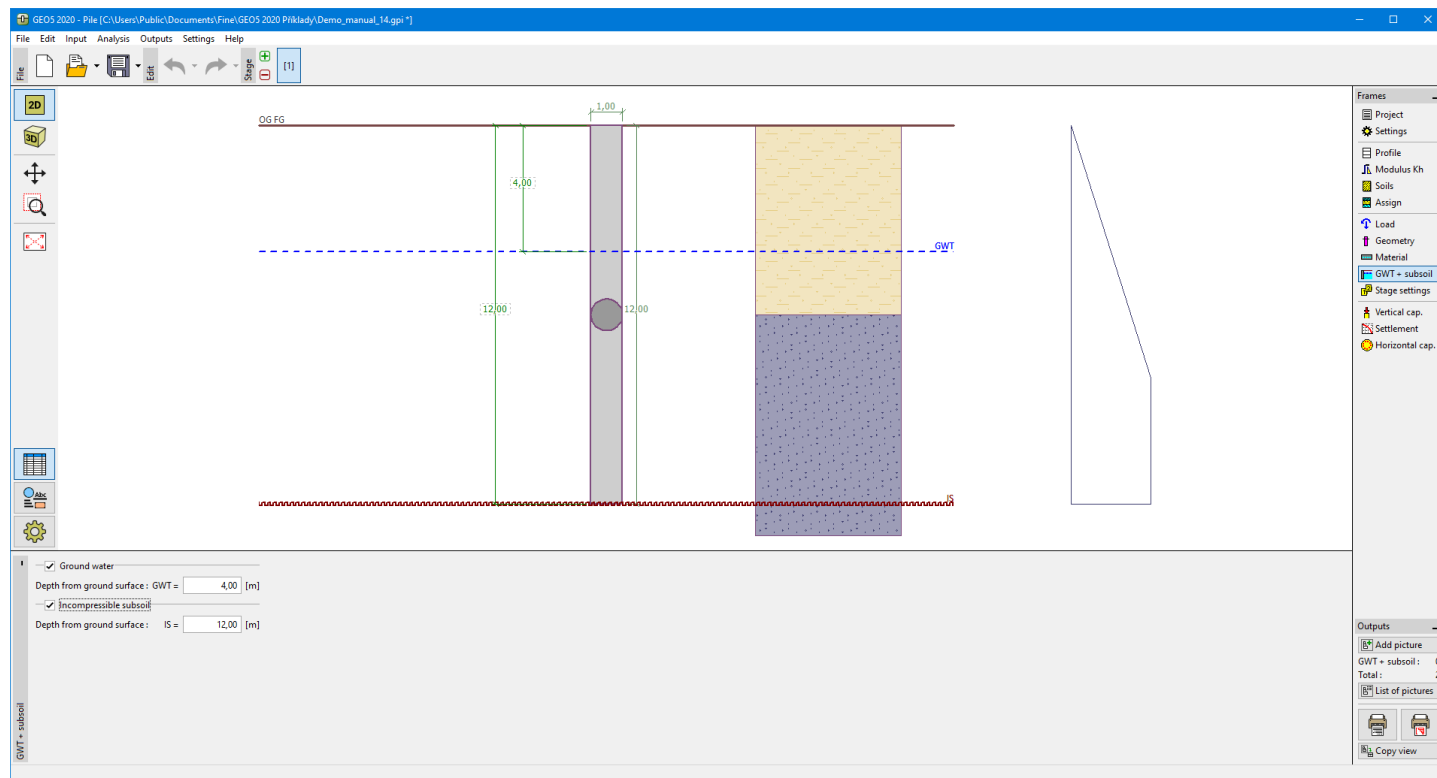 GEO5 2020 - Pile [C:\Users\Public\Documents\Fine\GEO5 2020 Příklady\Demo_manual_14.gpi *]
File Edit Input Analysis Outputs Settings Help
File
Edit
Stage
[1]
2D
3D
Abc
OG FG
1,00
4,00
GWT
12,00
12,00
IS
Frames
Project
Settings
Profile
Modulus Kh
Soils
Assign
Load
Geometry
Material
GWT + subsoil
Stage settings
Vertical cap.
Settlement
Horizontal cap.
GWT + subsoil
Ground water
Depth from ground surface : GWT = 4,00 [m]
Incompressible subsoil
Depth from ground surface : IS = 12,00 [m]
Outputs
Add picture
GWT + subsoil :
Total :
List of pictures
Copy view